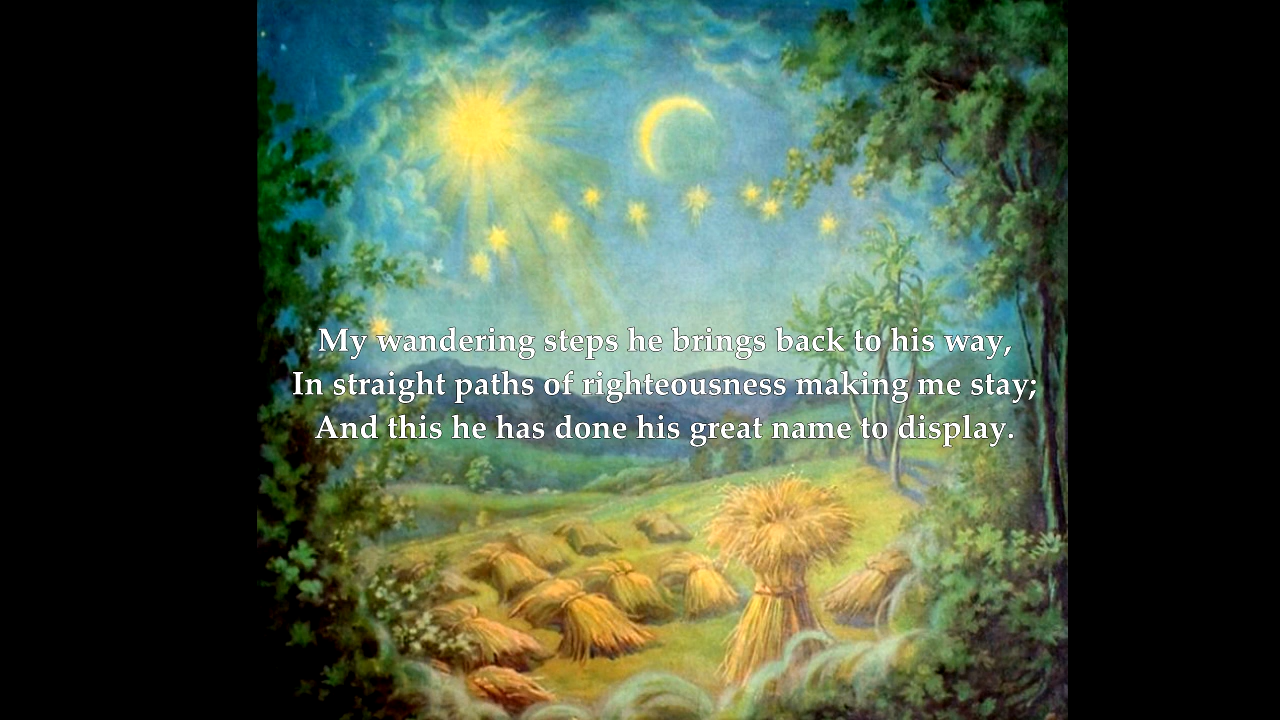 My wandering steps he brings back to his way,
In straight paths of righteousness making me stay;
And this he has done his great name to display.